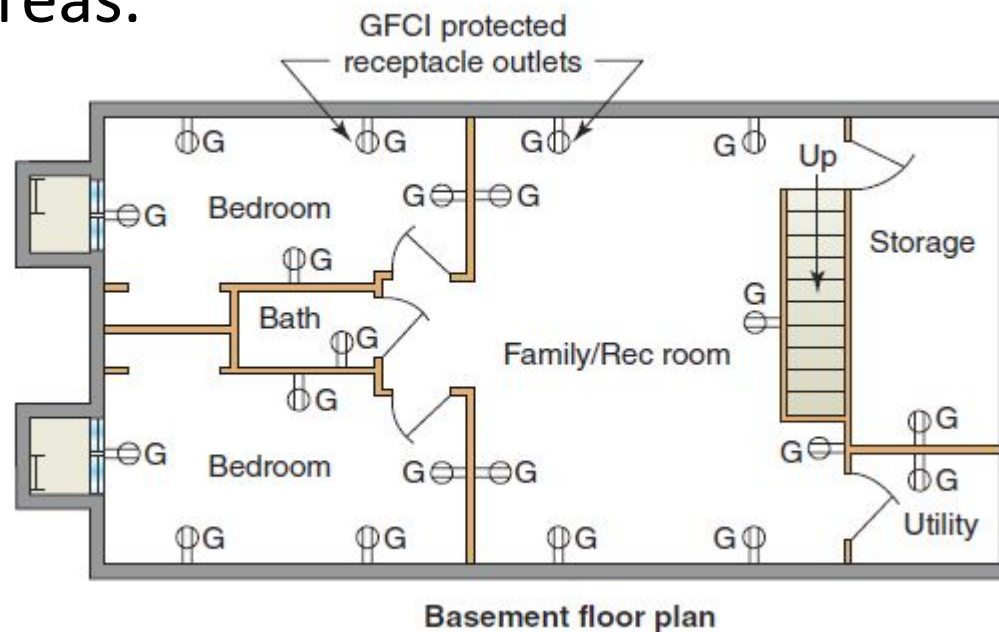 reas.
GFCI protected
receptacle outlets
G
G
G
G
Up
G
G
G
Bedroom
Storage
G
G
Bath
G
Family/Rec room
G
G
G
G
Bedroom
G
G
G
Utility
G
G
G
G
Basement floor plan